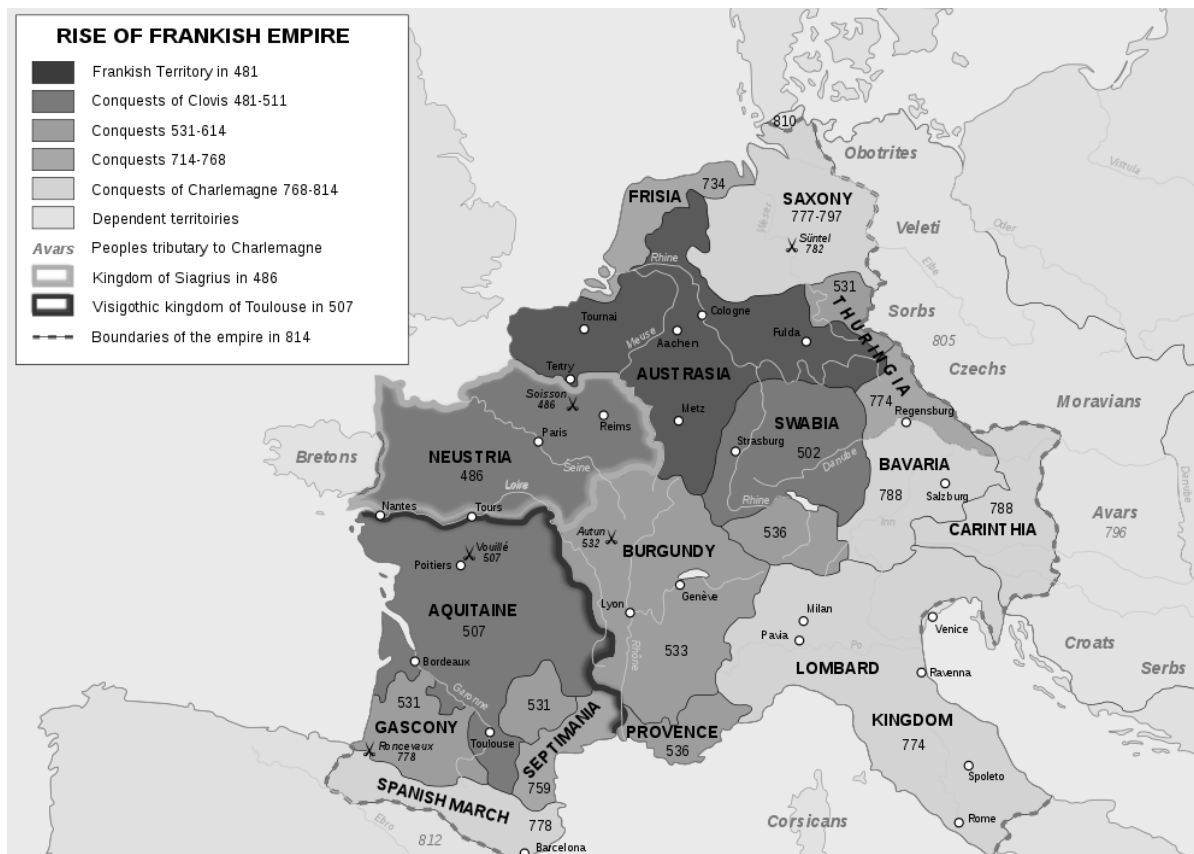 RISE OF FRANKISH EMPIRE
Frankish Territory in 481
Conquests of Clovis 481-511
Conquests 531-614
Conquests 714-768
Conquests of Charlemagne 768-814
Dependent territoiries
Avars Peoples tributary to Charlemagne
Kingdom of Siagrius in 486
Visigothic kingdom of Toulouse in 507
Boundaries of the empire in 814
810
Obotrites
Vistula
734
FRISIA
SAXONY
777-797
Weser
Süntel
782
Veleti
Oder
Elbe
Rhine
531
THURINGIA
Sorbs
805
Tournai
Cologne
Meuse
Aachen
Fulda
Tertry
AUSTRASIA
Czechs
Soisson
486
774
Moravians
Reims
Metz
Regensburg
SWABIA
502
Paris
Strasburg
Bretons
NEUSTRIA
486
Seine
Danube
BAVARIA
788
Salzburg
Danube
Loire
Rhine
Nantes
Tours
788
CARINTHIA
Inn
Avars
796
Autun
532
536
BURGUNDY
Vouillé
507
Poitiers
Genève
AQUITAINE
507
Lyon
Milan
Venice
Pavia
Po
Rhône
533
Croats
Serbs
Bordeaux
LOMBARD
Ravenna
Garonne
531
531
GASCONY
SEPTIMANIA
KINGDOM
774
Toulouse
PROVENCE
536
Roncevaux
778
Spoleto
759
SPANISH MARCH
778
Corsicans
Rome
Ebro
812
Barcelona